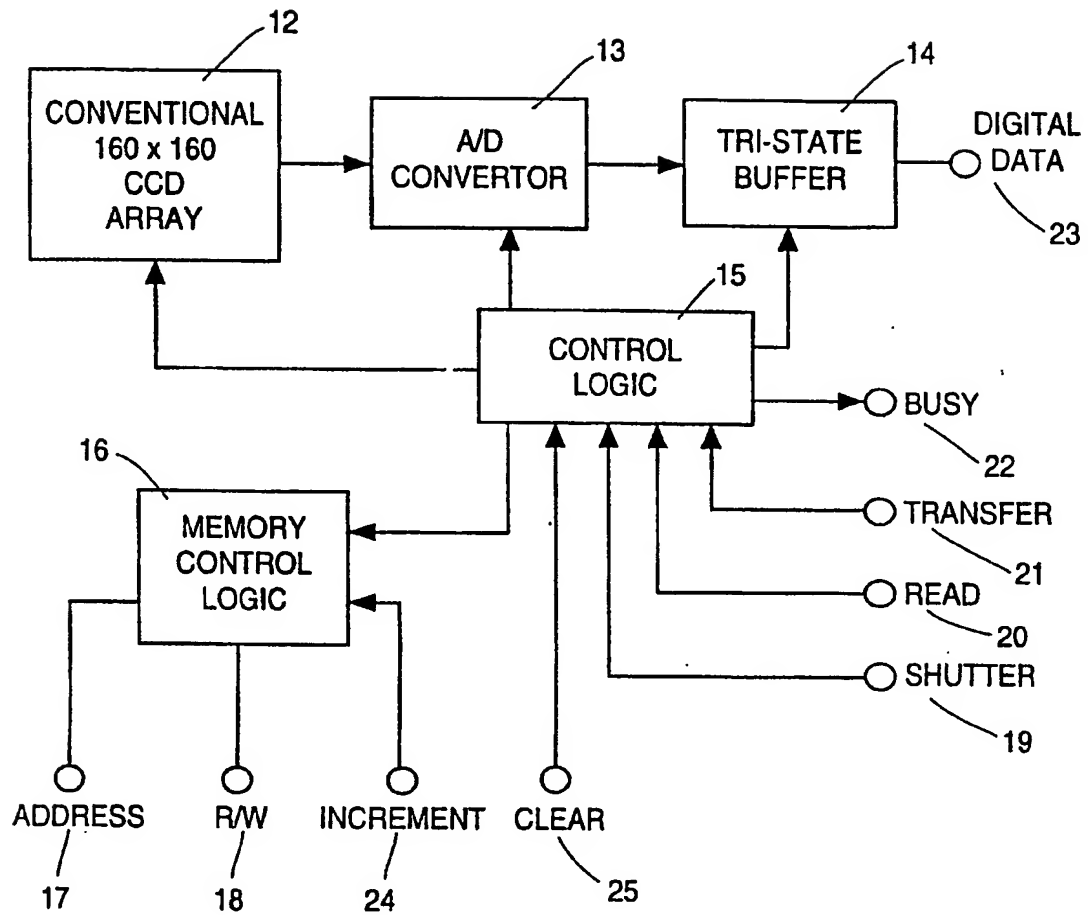 12
CONVENTIONAL
160 x 160
CCD
ARRAY
13
A/D
CONVERTOR
14
TRI-STATE
BUFFER
DIGITAL
DATA
23
15
CONTROL
LOGIC
BUSY
22
TRANSFER
21
READ
20
SHUTTER
19
16
MEMORY
CONTROL
LOGIC
ADDRESS
17
R/W
18
INCREMENT
24
CLEAR
25